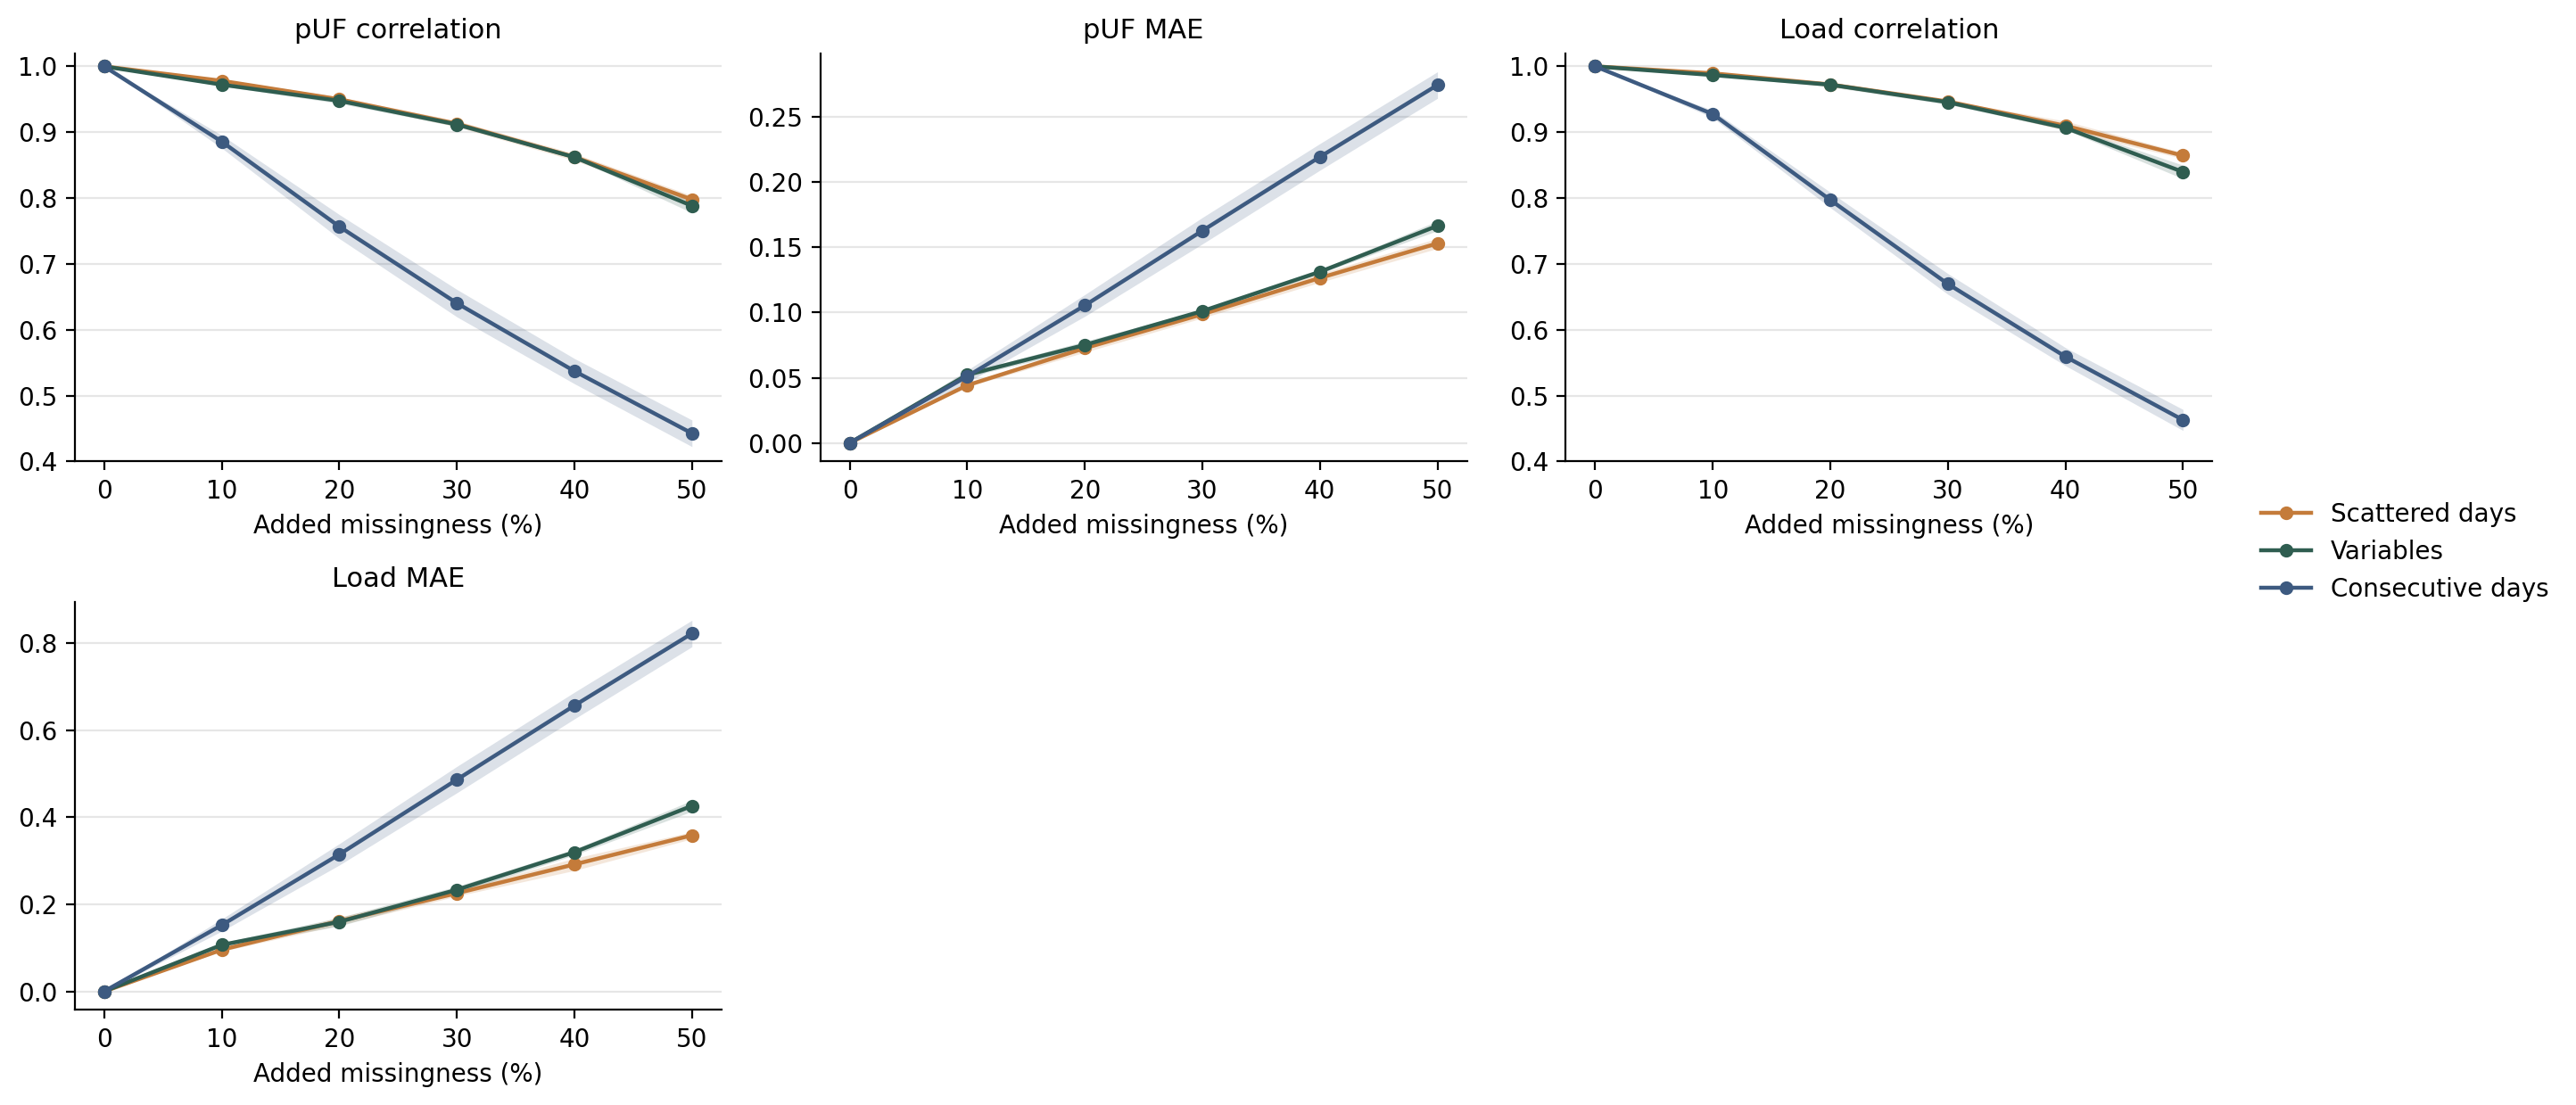 pUF correlation
1.0
0.9
0.8
0.7
0.6
0.5
0.4
0 10 20 30 40 50
Added missingness (%)
pUF MAE
0.25
0.20
0.15
0.10
0.05
0.00
0 10 20 30 40 50
Added missingness (%)
Load correlation
1.0
0.9
0.8
0.7
0.6
0.5
0.4
0 10 20 30 40 50
Added missingness (%)
Scattered days
Variables
Consecutive days
Load MAE
0.8
0.6
0.4
0.2
0.0
0 10 20 30 40 50
Added missingness (%)